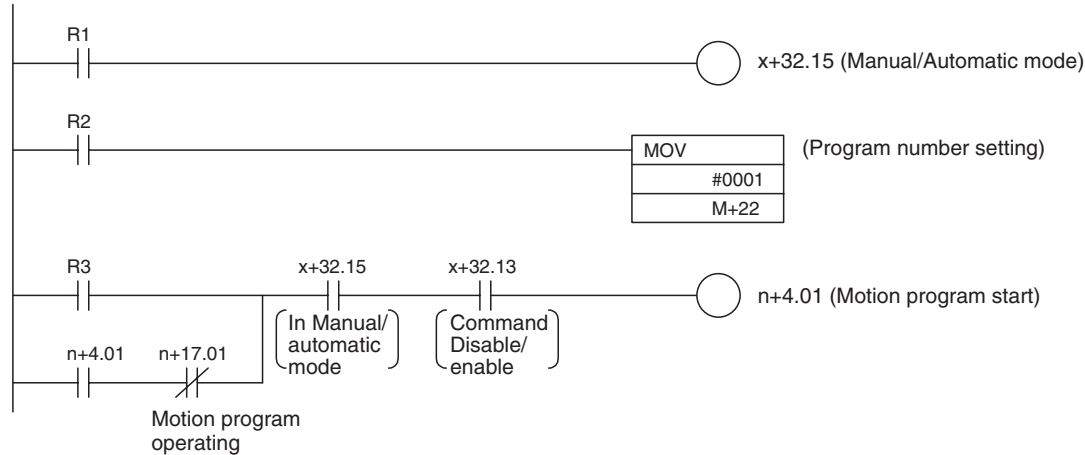 R1
x+32.15 (Manual/Automatic mode)
R2
MOV
(Program number setting)
#0001
M+22
R3
x+32.15
x+32.13
n+4.01 (Motion program start)
In Manual/
automatic
mode
Command
Disable/
enable
n+4.01
n+17.01
Motion program
operating